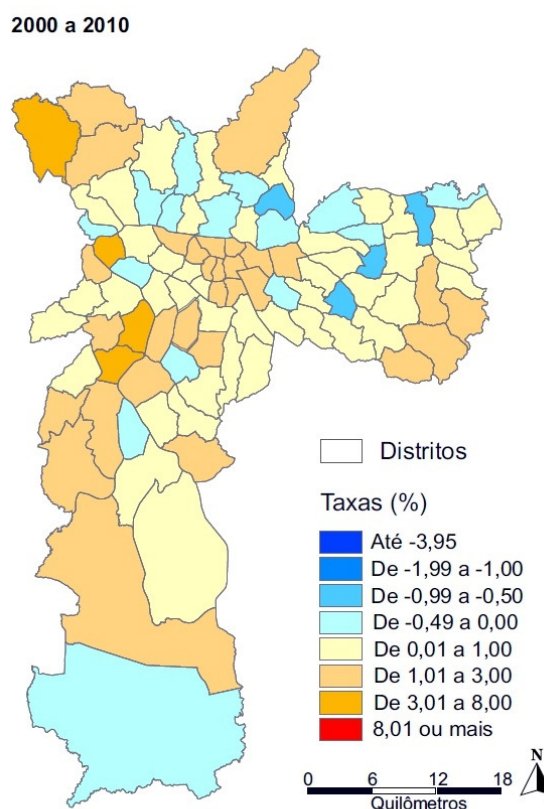 2000 a 2010
Distritos
Taxas (%)
Até -3,95
De -1,99 a -1,00
De -0,99 a -0,50
De -0,49 a 0,00
De 0,01 a 1,00
De 1,01 a 3,00
De 3,01 a 8,00
8,01 ou mais
N
0 6 12 18
Quilômetros